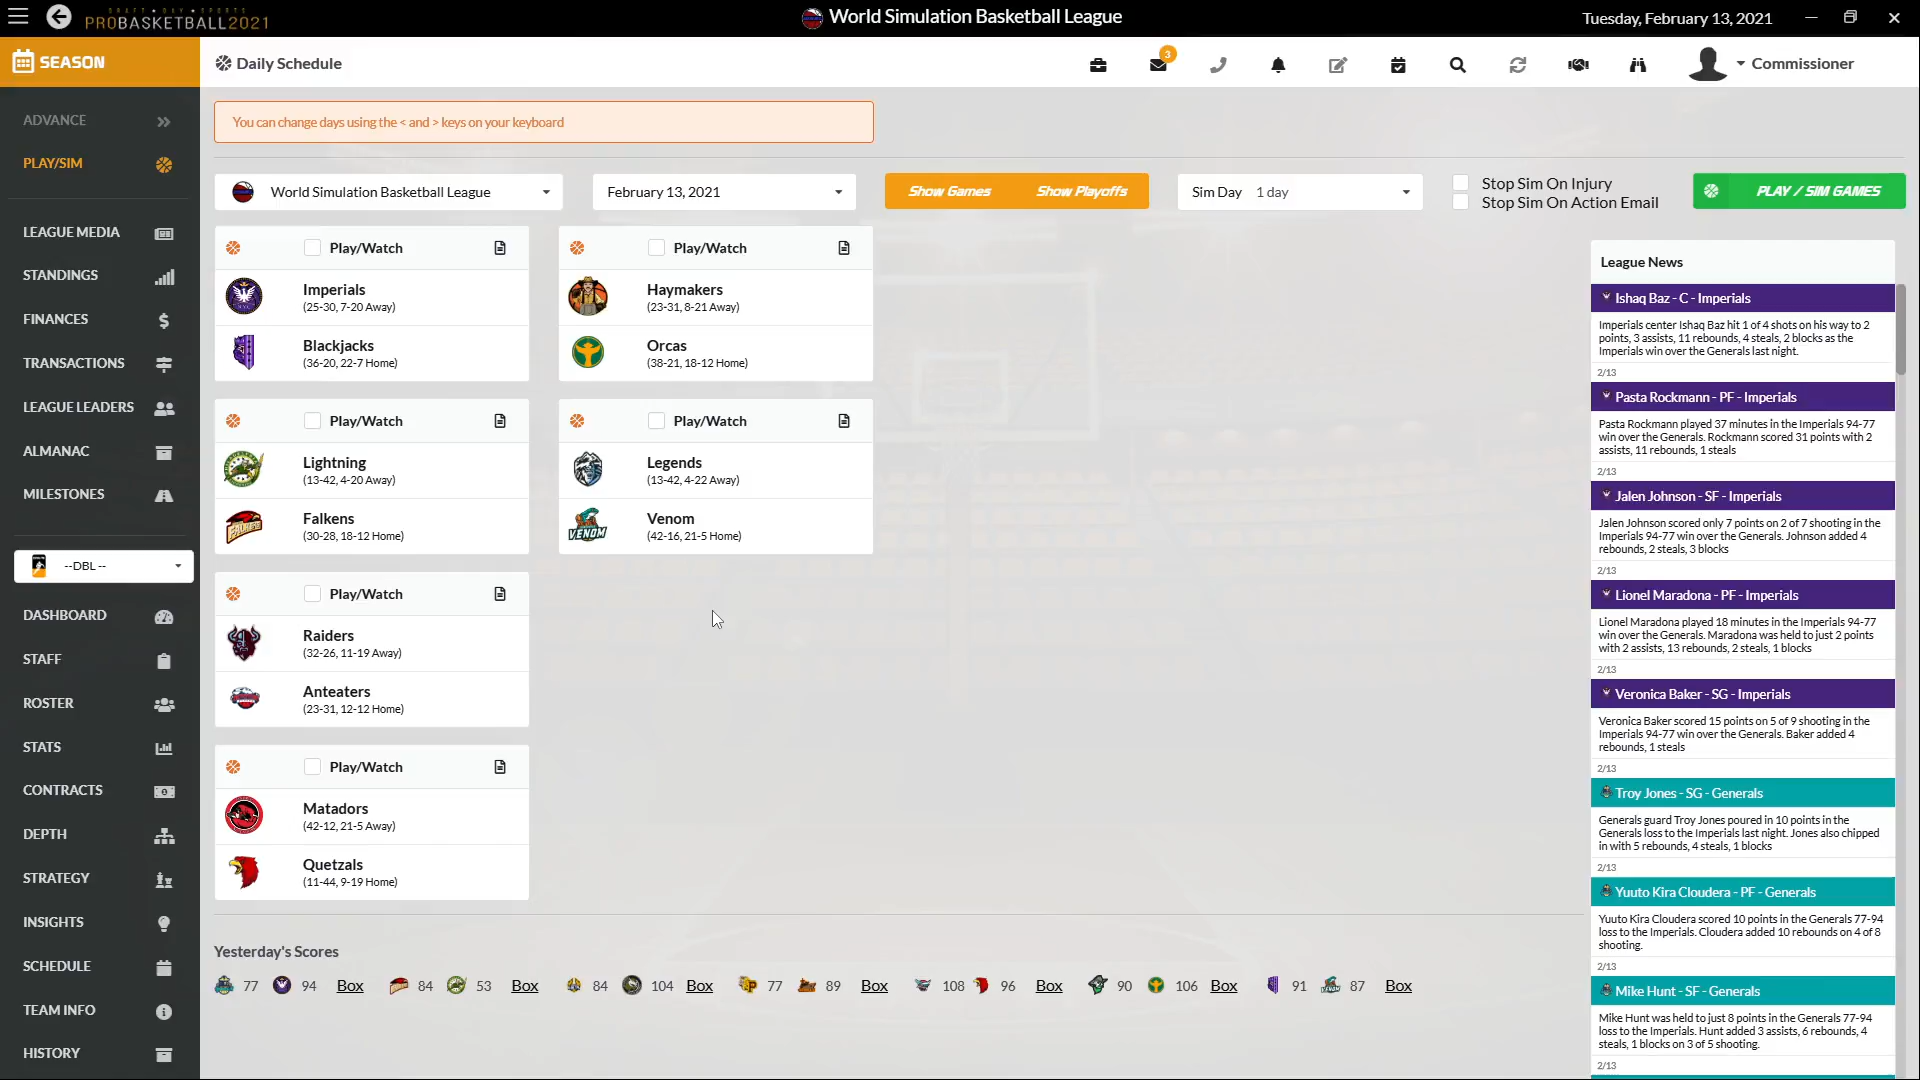 DRAFT • DAY • SPORTS
PROBASKETBALL2021
World Simulation Basketball League
Tuesday, February 13, 2021
SEASON
Daily Schedule
3
Commissioner
ADVANCE
PLAY/SIM
LEAGUE MEDIA
STANDINGS
FINANCES
TRANSACTIONS
LEAGUE LEADERS
ALMANAC
MILESTONES
--DBL --
DASHBOARD
STAFF
ROSTER
STATS
CONTRACTS
DEPTH
STRATEGY
INSIGHTS
SCHEDULE
TEAM INFO
HISTORY
You can change days using the < and > keys on your keyboard
World Simulation Basketball League
February 13, 2021
Show Games
Show Playoffs
Sim Day 1 day
Stop Sim On Injury
Stop Sim On Action Email
PLAY / SIM GAMES
Play/Watch
Imperials
(25-30, 7-20 Away)
Blackjacks
(36-20, 22-7 Home)
Play/Watch
Haymakers
(23-31, 8-21 Away)
Orcas
(38-21, 18-12 Home)
Play/Watch
Lightning
(13-42, 4-20 Away)
Falkens
(30-28, 18-12 Home)
Play/Watch
Legends
(13-42, 4-22 Away)
VENOM
Venom
(42-16, 21-5 Home)
Play/Watch
Raiders
(32-26, 11-19 Away)
Anteaters
(23-31, 12-12 Home)
Play/Watch
Matadors
(42-12, 21-5 Away)
Quetzals
(11-44, 9-19 Home)
Yesterday's Scores
77 94 Box 84 53 Box 84 104 Box 77 89 Box 108 96 Box 90 106 Box 91 87 Box
League News
Ishaq Baz - C - Imperials
Imperials center Ishaq Baz hit 1 of 4 shots on his way to 2
points, 3 assists, 11 rebounds, 4 steals, 2 blocks as the
Imperials win over the Generals last night.
2/13
Pasta Rockmann - PF - Imperials
Pasta Rockmann played 37 minutes in the Imperials 94-77
win over the Generals. Rockmann scored 31 points with 2
assists, 11 rebounds, 1 steals
2/13
Jalen Johnson - SF - Imperials
Jalen Johnson scored only 7 points on 2 of 7 shooting in the
Imperials 94-77 win over the Generals. Johnson added 4
rebounds, 2 steals, 3 blocks
2/13
Lionel Maradona - PF - Imperials
Lionel Maradona played 18 minutes in the Imperials 94-77
win over the Generals. Maradona was held to just 2 points
with 2 assists, 13 rebounds, 2 steals, 1 blocks
2/13
Veronica Baker - SG - Imperials
Veronica Baker scored 15 points on 5 of 9 shooting in the
Imperials 94-77 win over the Generals. Baker added 4
rebounds, 1 steals
2/13
Troy Jones - SG - Generals
Generals guard Troy Jones poured in 10 points in the
Generals loss to the Imperials last night. Jones also chipped
in with 5 rebounds, 4 steals, 1 blocks
2/13
Yuuto Kira Cloudera - PF - Generals
Yuuto Kira Cloudera scored 10 points in the Generals 77-94
loss to the Imperials. Cloudera added 10 rebounds on 4 of 8
shooting.
2/13
Mike Hunt - SF - Generals
Mike Hunt was held to just 8 points in the Generals 77-94
loss to the Imperials. Hunt added 3 assists, 6 rebounds, 4
steals, 1 blocks on 3 of 5 shooting.
2/13